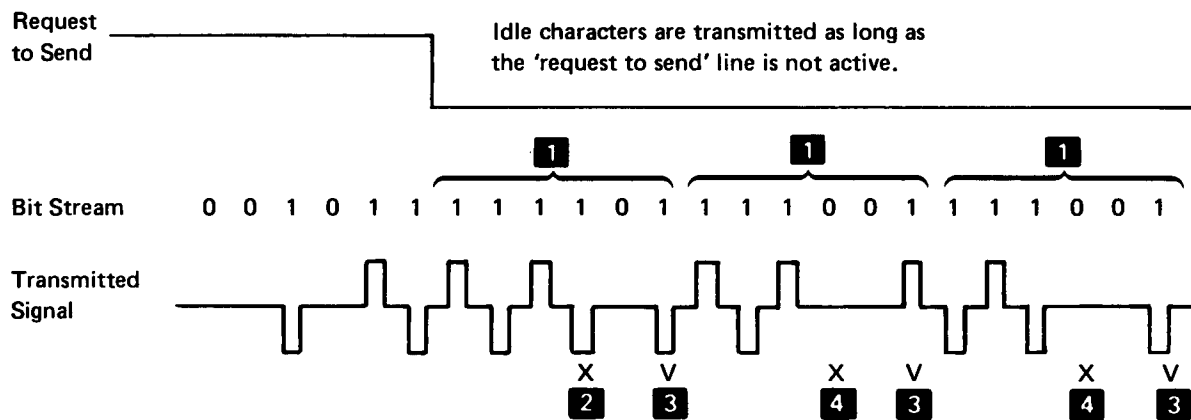 Request
to Send
Idle characters are transmitted as long as
the ‘request to send’ line is not active.
1 1 1
Bit Stream 0 0 1 0 1 1 1 1 1 1 0 1 1 1 1 0 0 1 1 1 1 0 0 1
Transmitted
Signal
X V X V X V
2 3 4 3 4 3